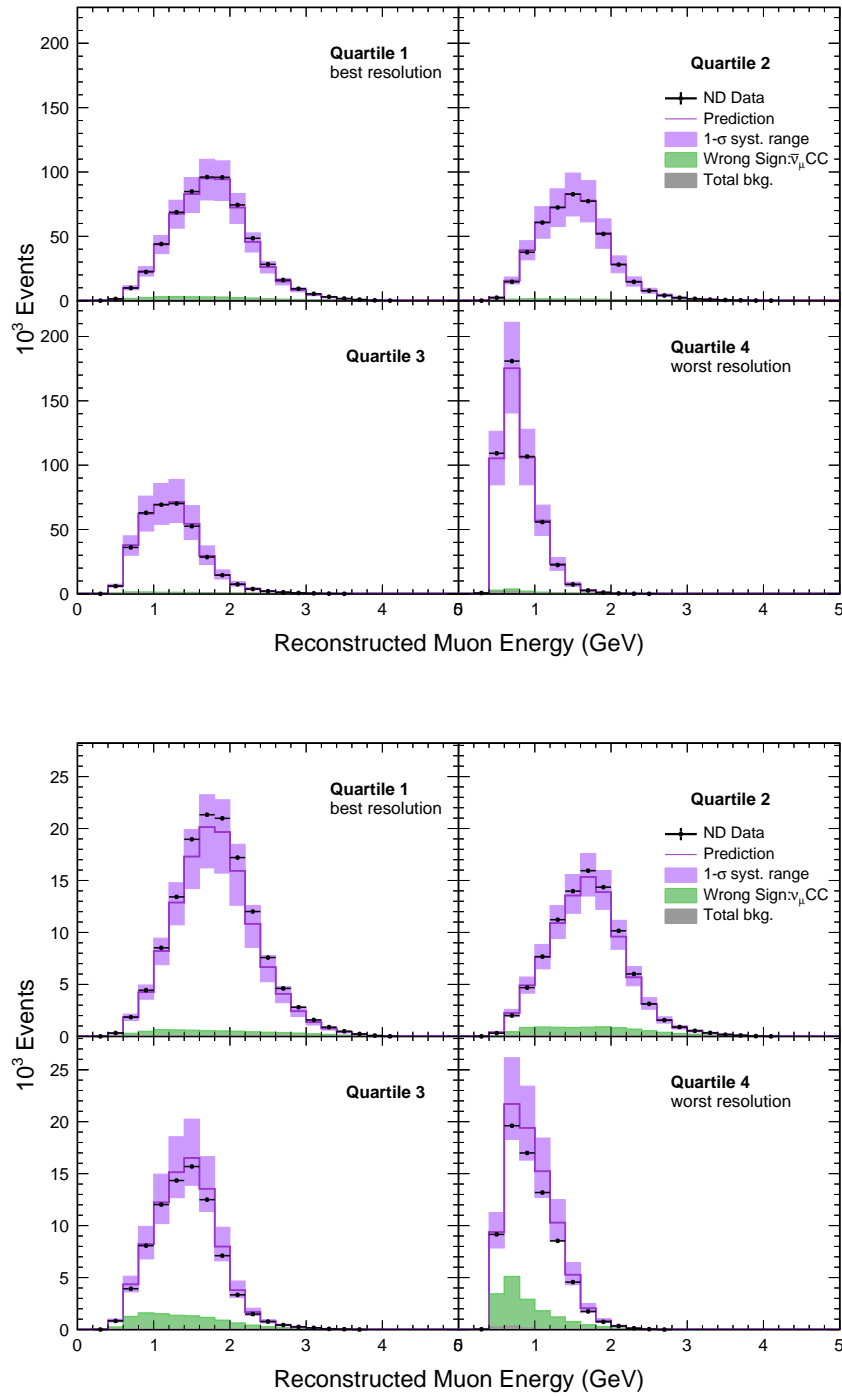 200
150
100
50
0
Quartile 1
best resolution
Quartile 2
ND Data
Prediction
1-σ syst. range
Wrong Sign:ν̅μCC
Total bkg.
10³ Events
200
150
100
50
0
Quartile 3
Quartile 4
worst resolution
1 2 3 4 5
0 1 2 3 4 5
Reconstructed Muon Energy (GeV)
25
20
15
10
5
0
Quartile 1
best resolution
Quartile 2
ND Data
Prediction
1-σ syst. range
Wrong Sign:νμCC
Total bkg.
10³ Events
25
20
15
10
5
0
Quartile 3
Quartile 4
worst resolution
1 2 3 4 5
0 1 2 3 4 5
Reconstructed Muon Energy (GeV)